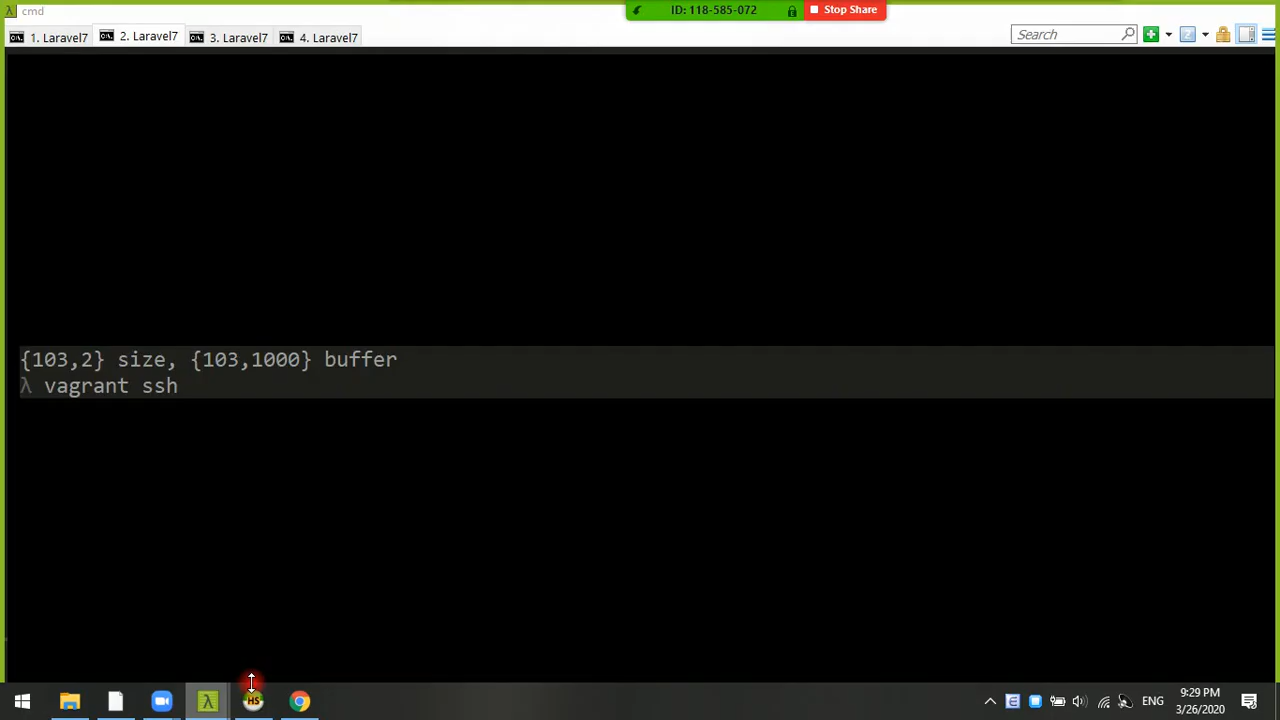 cmd
ID: 118-585-072
Stop Share
1. Laravel7
2. Laravel7
3. Laravel7
4. Laravel7
Search
{103,2} size, {103,1000} buffer
λ vagrant ssh
λ
HS
ENG
9:29 PM
3/26/2020